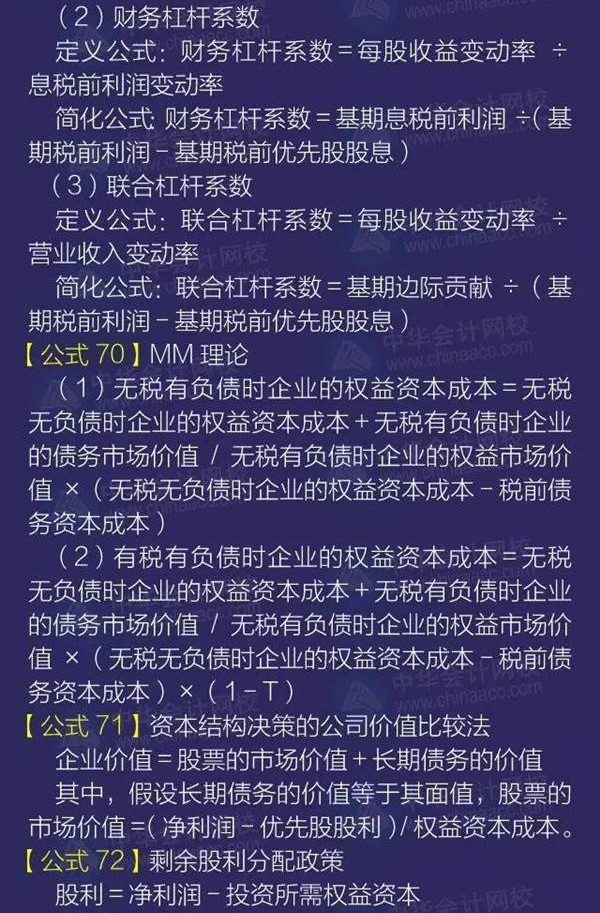 （2）财务杠杆系数
定义公式：财务杠杆系数＝每股收益变动率 ÷
息税前利润变动率
简化公式：财务杠杆系数＝基期息税前利润 ÷（基
期税前利润－基期税前优先股股息）
（3）联合杠杆系数
定义公式：联合杠杆系数＝每股收益变动率 ÷
营业收入变动率
简化公式：联合杠杆系数＝基期边际贡献 ÷（基
期税前利润－基期税前优先股股息）
【公式 70】MM 理论
（1）无税有负债时企业的权益资本成本＝无税
无负债时企业的权益资本成本＋无税有负债时企业
的债务市场价值 / 无税有负债时企业的权益市场价
值 ×（无税无负债时企业的权益资本成本－税前债
务资本成本）
（2）有税有负债时企业的权益资本成本＝无税
无负债时企业的权益资本成本＋无税有负债时企业
的债务市场价值 / 无税有负债时企业的权益市场价
值 ×（无税无负债时企业的权益资本成本－税前债
务资本成本）×（1－T）
【公式 71】资本结构决策的公司价值比较法
企业价值＝股票的市场价值＋长期债务的价值
其中，假设长期债务的价值等于其面值，股票的
市场价值＝（净利润－优先股股利）/ 权益资本成本。
【公式 72】剩余股利分配政策
股利＝净利润－投资所需权益资本
中华会计网校
www.chinaacc.com